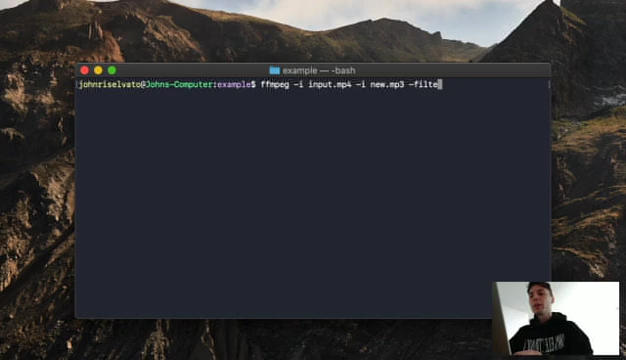 example — -bash
johnriselvato@Johns-Computer:example$ ffmpeg -i input.mp4 -i new.mp3 -filte